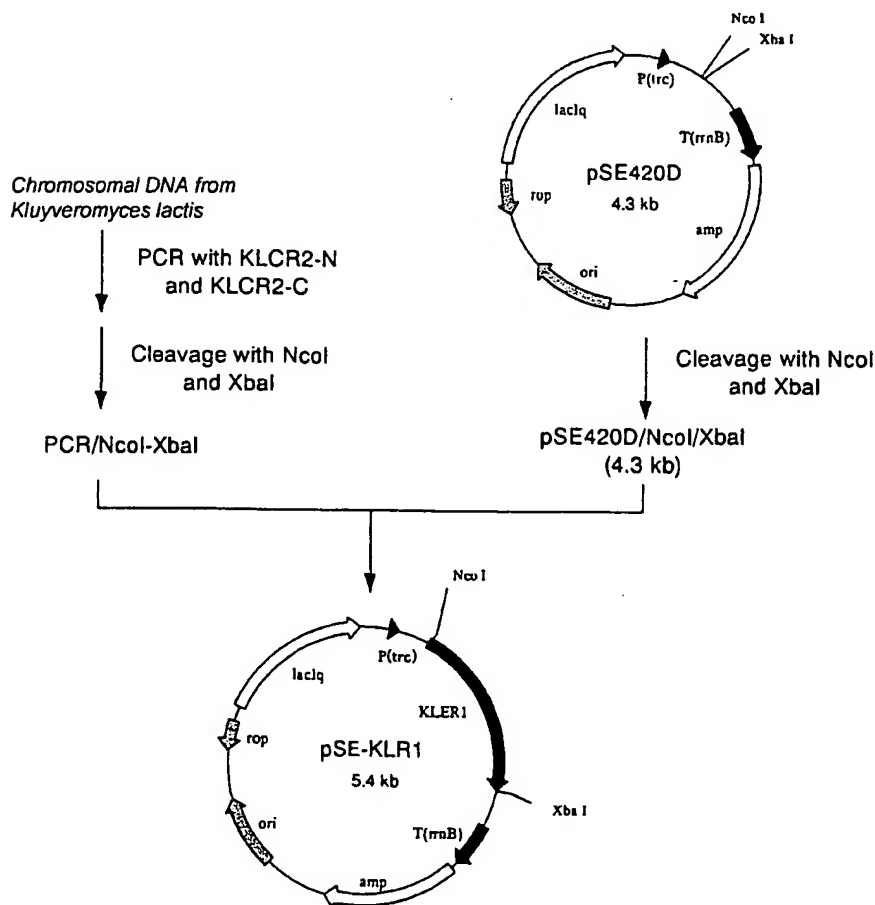 Nco I
Xba I
P(trc)
lacIq
T(rrnB)
pSE420D
4.3 kb
rop
amp
ori
Chromosomal DNA from
Kluyveromyces lactis
PCR with KLCR2-N
and KLCR2-C
Cleavage with NcoI
and XbaI
Cleavage with NcoI
and XbaI
PCR/NcoI-XbaI
pSE420D/NcoI/XbaI
(4.3 kb)
Nco I
P(trc)
lacIq
KLER1
rop
pSE-KLR1
5.4 kb
Xba I
ori
T(rrnB)
amp